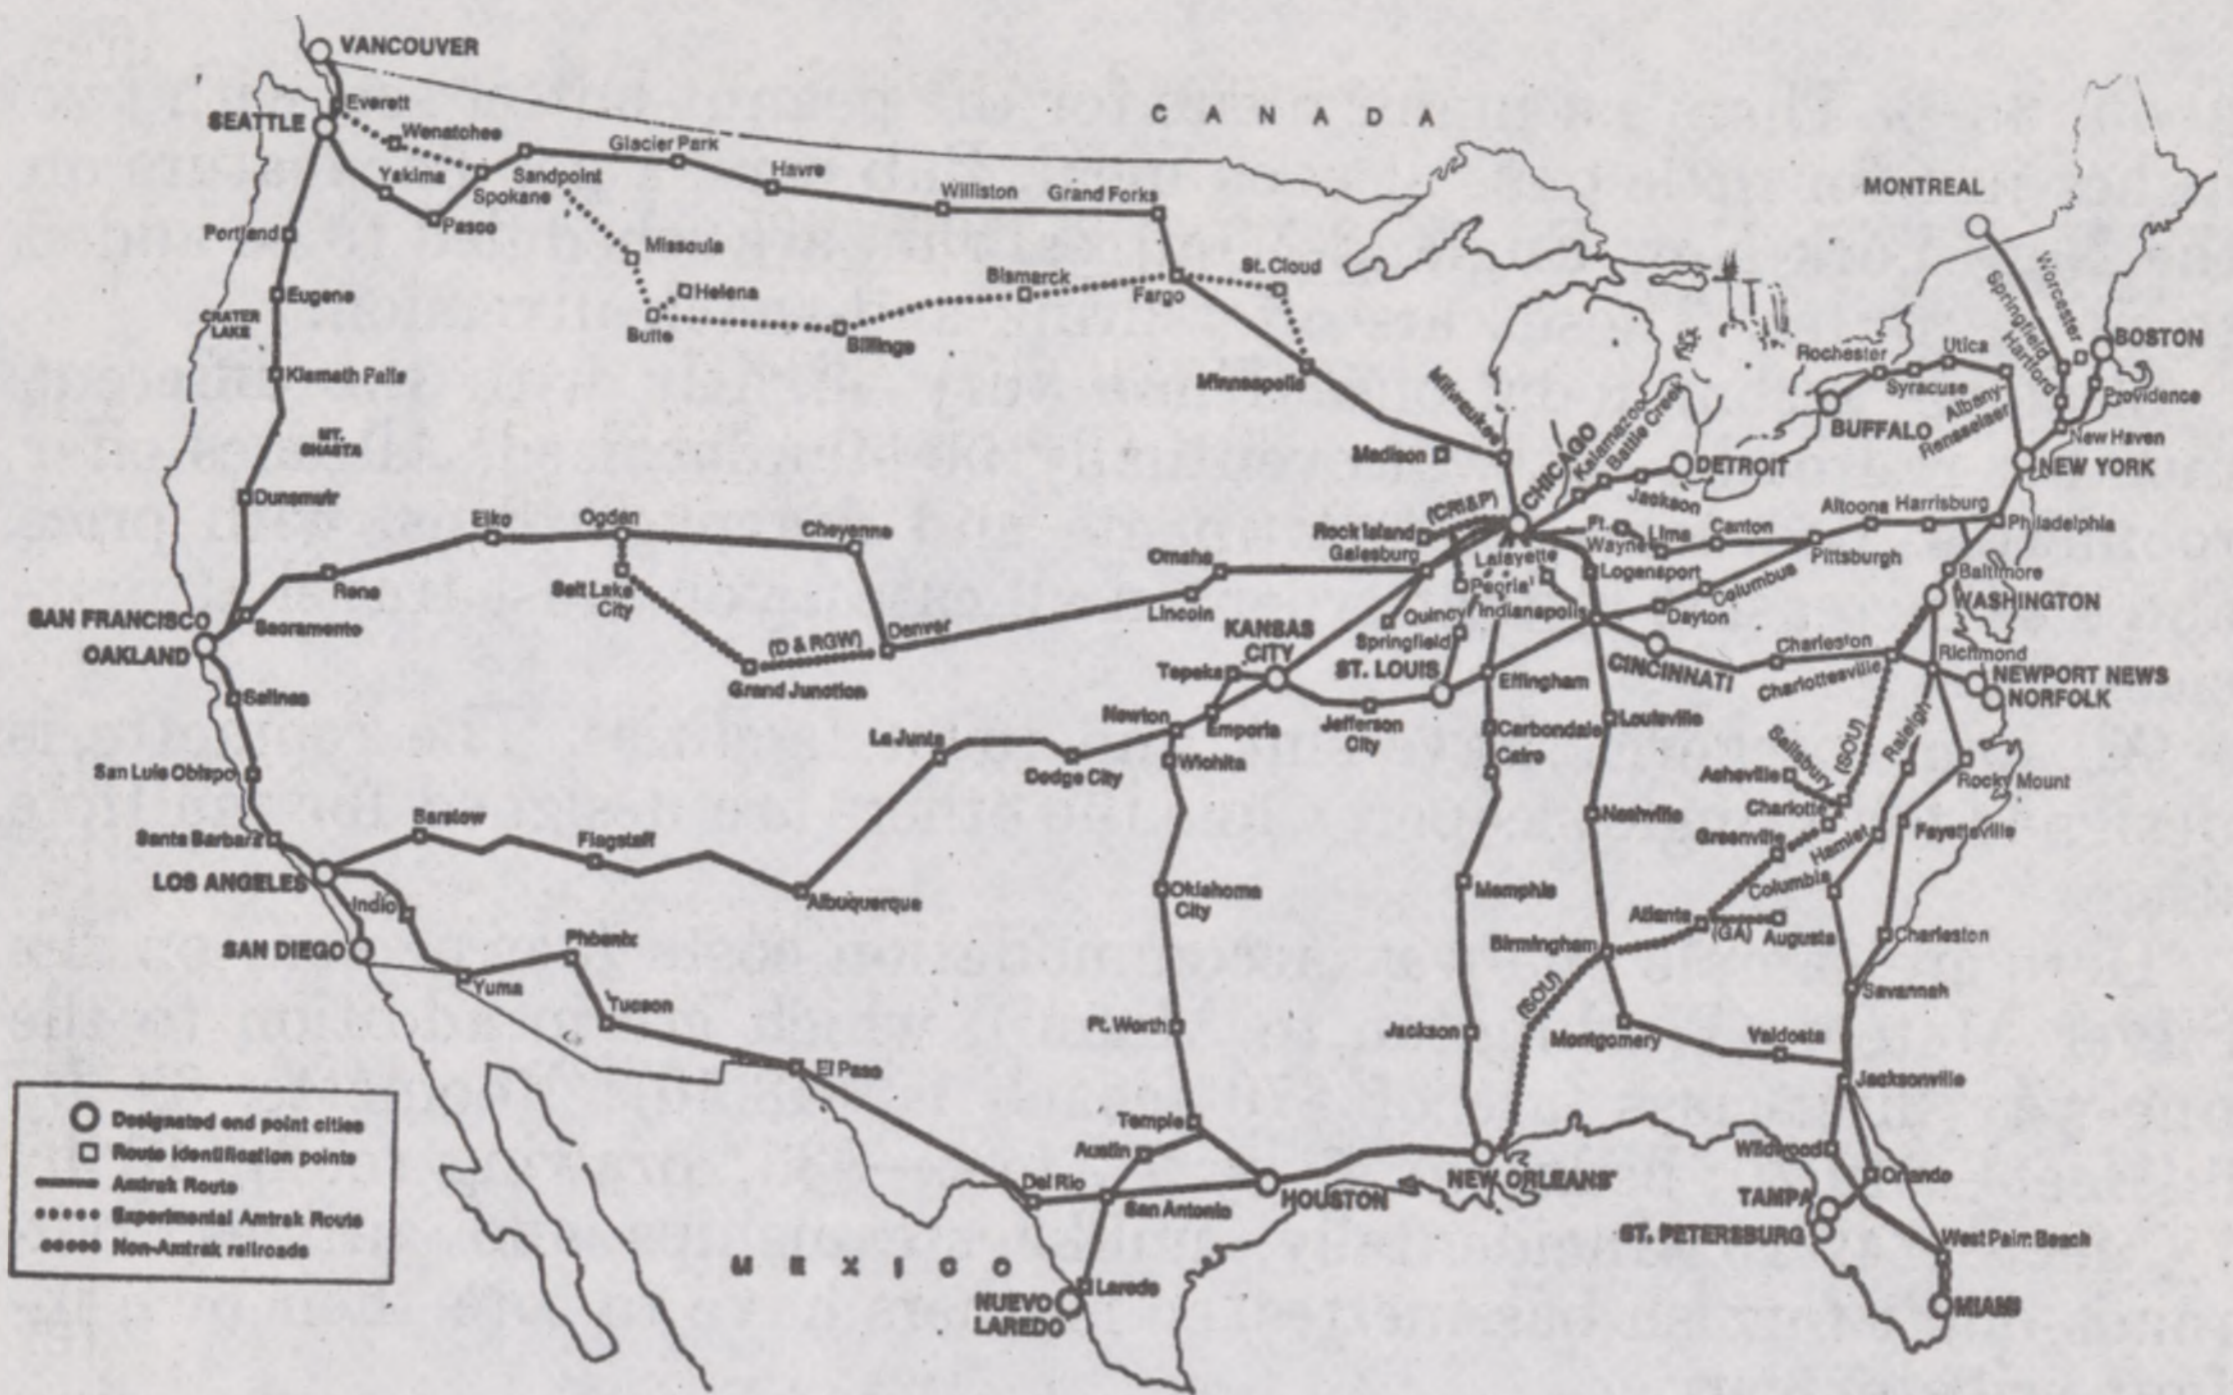 VANCOUVER
Everett
SEATTLE
Wenatchee
Yakima
Spokane
Sandpoint
Pasco
Glacier Park
Havre
Williston
Grand Forks
CANADA
MONTREAL
Portland
Missoula
Helena
Butte
Billings
Bismarck
Fargo
St. Cloud
Minneapolis
Eugene
CRATER
LAKE
Klamath Falls
MT.
SHASTA
Dunsmuir
Worcester
Springfield
Hartford
BOSTON
Providence
New Haven
NEW YORK
Rochester
Syracuse
Utica
Albany-
Rensselaer
BUFFALO
Milwaukee
Madison
CHICAGO
Kalamazoo
Battle Creek
Jackson
DETROIT
Elko
Ogden
Cheyenne
Reno
Salt Lake
City
(D & RGW)
Denver
Grand Junction
Omaha
Lincoln
(CRI&P)
Rock Island
Galesburg
Lafayette
Peoria
Quincy
Springfield
Ft.
Wayne
Lima
Canton
Altoona
Harrisburg
Philadelphia
Pittsburgh
Logansport
Columbus
Baltimore
WASHINGTON
Indianapolis
Dayton
SAN FRANCISCO
OAKLAND
Sacramento
Salinas
San Luis Obispo
Santa Barbara
LOS ANGELES
Barstow
Flagstaff
Albuquerque
La Junta
Dodge City
Newton
Emporia
Topeka
KANSAS
CITY
ST. LOUIS
Jefferson
City
Effingham
CINCINNATI
Charleston
Charlottesville
Richmond
NEWPORT NEWS
NORFOLK
Wichita
Carbondale
Cairo
Louisville
Nashville
Salisbury
(SOU)
Raleigh
Asheville
Charlotte
Greenville
Hamlet
Rocky Mount
Fayetteville
Columbia
Indio
SAN DIEGO
Yuma
Phoenix
Tucson
El Paso
Oklahoma
City
Memphis
Birmingham
Atlanta
(GA)
Augusta
Charleston
Savannah
Ft. Worth
Jackson
(SOU)
Montgomery
Valdosta
Jacksonville
Temple
Austin
Del Rio
San Antonio
HOUSTON
NEW ORLEANS
Wildwood
Orlando
TAMPA
ST. PETERSBURG
West Palm Beach
MIAMI
MEXICO
Laredo
NUEVO
LAREDO
Designated end point cities
Route identification points
Amtrak Route
Experimental Amtrak Route
Non-Amtrak railroads